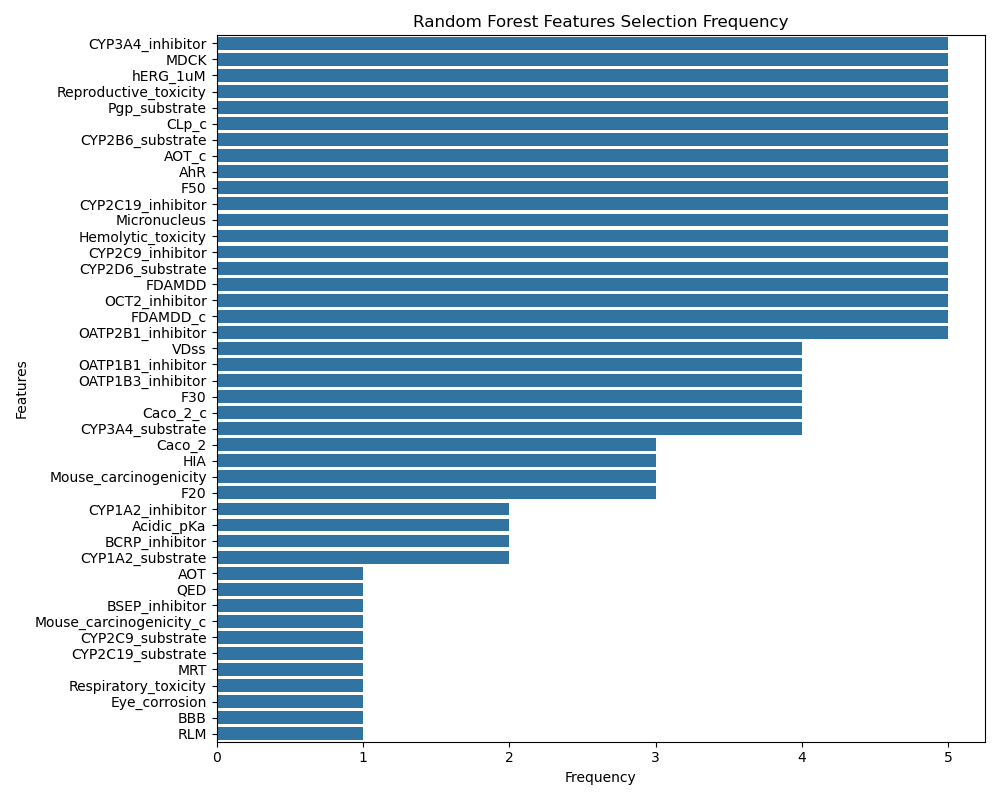 Random Forest Features Selection Frequency
CYP3A4_inhibitor
MDCK
hERG_1uM
Reproductive_toxicity
Pgp_substrate
CLp_c
CYP2B6_substrate
AOT_c
AhR
F50
CYP2C19_inhibitor
Micronucleus
Hemolytic_toxicity
CYP2C9_inhibitor
CYP2D6_substrate
FDAMDD
OCT2_inhibitor
FDAMDD_c
OATP2B1_inhibitor
VDss
OATP1B1_inhibitor
OATP1B3_inhibitor
F30
Caco_2_c
CYP3A4_substrate
Caco_2
HIA
Mouse_carcinogenicity
F20
CYP1A2_inhibitor
Acidic_pKa
BCRP_inhibitor
CYP1A2_substrate
AOT
QED
BSEP_inhibitor
Mouse_carcinogenicity_c
CYP2C9_substrate
CYP2C19_substrate
MRT
Respiratory_toxicity
Eye_corrosion
BBB
RLM
Features
0 1 2 3 4 5
Frequency